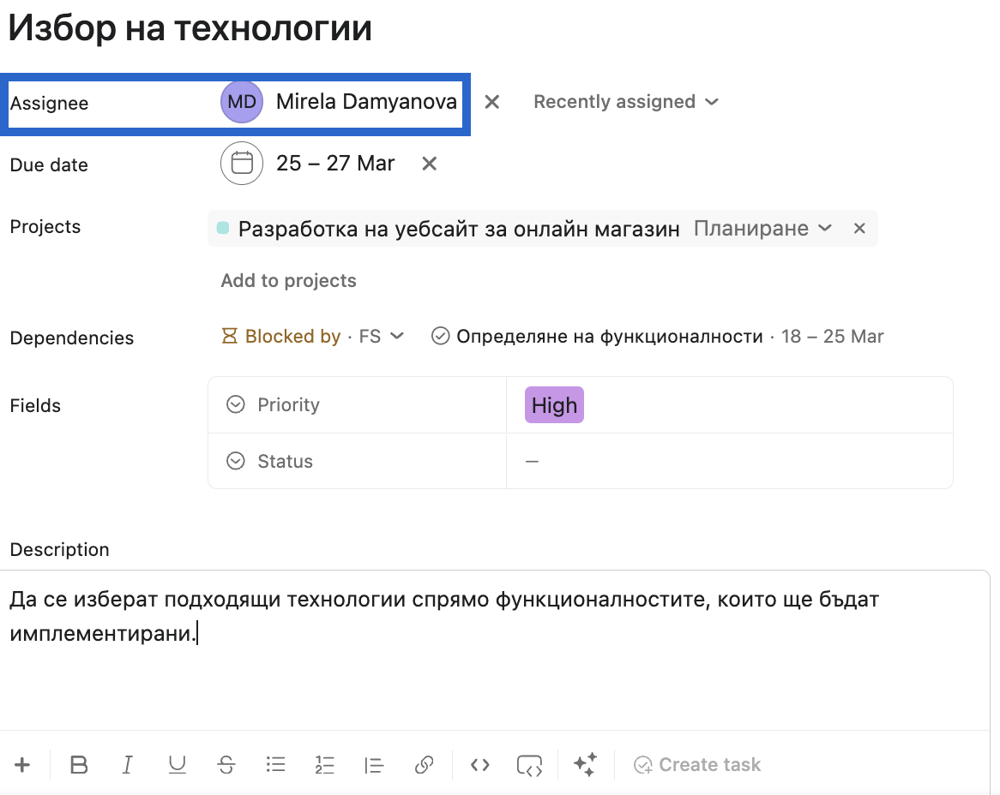 Избор на технологии
Assignee MD Mirela Damyanova Recently assigned
Due date 25 – 27 Mar
Projects Разработка на уебсайт за онлайн магазин Планиране
Add to projects
Dependencies Blocked by · FS Определяне на функционалности · 18 – 25 Mar
Fields Priority High
Status —
Description
Да се изберат подходящи технологии спрямо функционалностите, които ще бъдат
имплементирани.
B I U S Create task